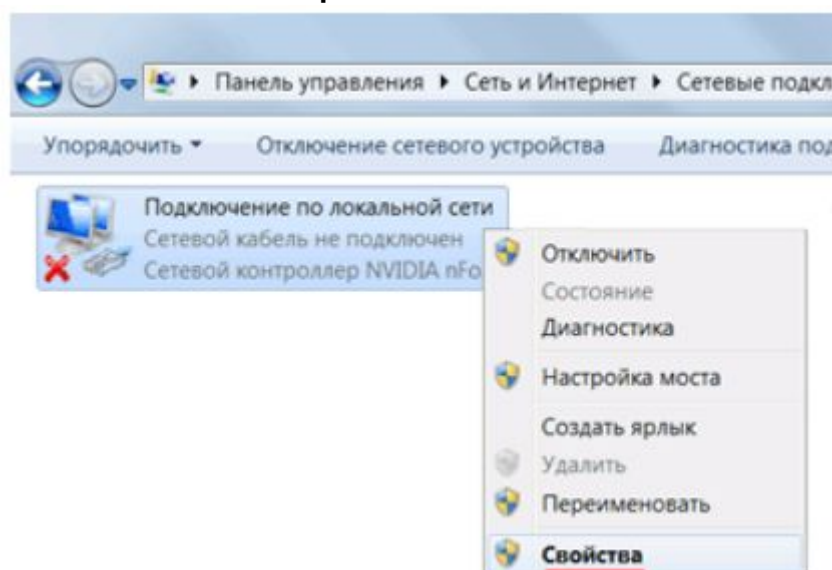 Панель управления Сеть и Интернет Сетевые подкл
Упорядочить Отключение сетевого устройства Диагностика под
Подключение по локальной сети
Сетевой кабель не подключен
Сетевой контроллер NVIDIA nFo
Отключить
Состояние
Диагностика
Настройка моста
Создать ярлык
Удалить
Переименовать
Свойства